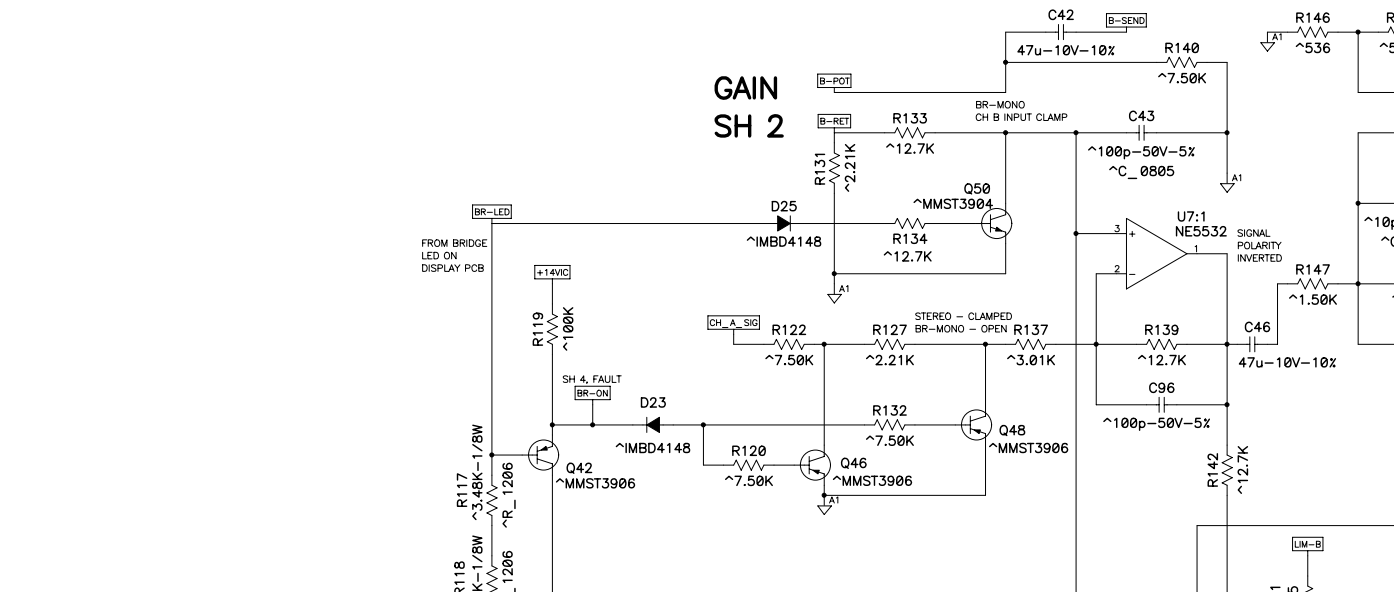 C42
B-SEND
47u-10V-10%
R140
^7.50K
R146
A1
^536
GAIN
SH 2
B-POT
B-RET
BR-MONO
CH B INPUT CLAMP
R133
^12.7K
C43
^100p-50V-5%
^C_0805
A1
R131
^2.21K
Q50
^MMST3904
D25
^IMBD4148
R134
^12.7K
A1
BR-LED
FROM BRIDGE
LED ON
DISPLAY PCB
U7:1
NE5532
3
+
2
-
1
SIGNAL
POLARITY
INVERTED
R147
^1.50K
+14VIC
R119
^100K
CH_A_SIG
R122
^7.50K
R127
^2.21K
STEREO - CLAMPED
BR-MONO - OPEN
R137
^3.01K
R139
^12.7K
C46
47u-10V-10%
C96
^100p-50V-5%
SH 4, FAULT
BR-ON
D23
^IMBD4148
R132
^7.50K
Q48
^MMST3906
R120
^7.50K
Q46
^MMST3906
A1
Q42
^MMST3906
R117
^3.48K-1/8W
^R_1206
R142
^12.7K
R118
K-1/8W
_1206
LIM-B